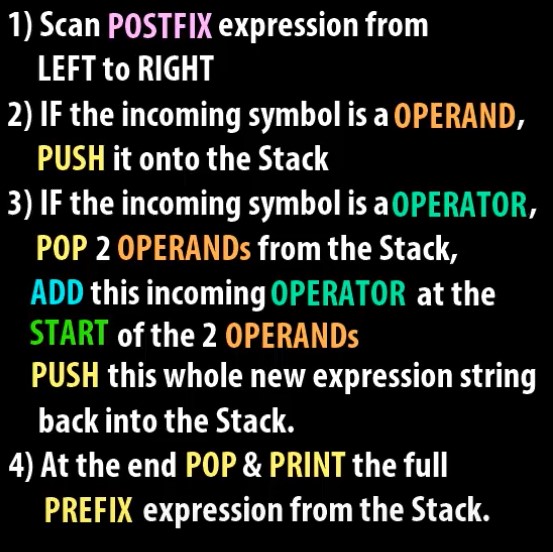 1) Scan POSTFIX expression from
LEFT to RIGHT
2) IF the incoming symbol is a OPERAND,
PUSH it onto the Stack
3) IF the incoming symbol is a OPERATOR,
POP 2 OPERANDs from the Stack,
ADD this incoming OPERATOR at the
START of the 2 OPERANDs
PUSH this whole new expression string
back into the Stack.
4) At the end POP & PRINT the full
PREFIX expression from the Stack.